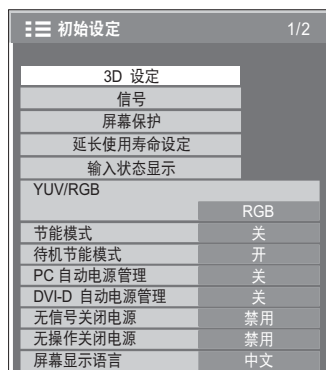 初始设定 1/2
3D 设定
信号
屏幕保护
延长使用寿命设定
输入状态显示
YUV/RGB
RGB
节能模式 关
待机节能模式 开
PC 自动电源管理 关
DVI-D 自动电源管理 关
无信号关闭电源 禁用
无操作关闭电源 禁用
屏幕显示语言 中文